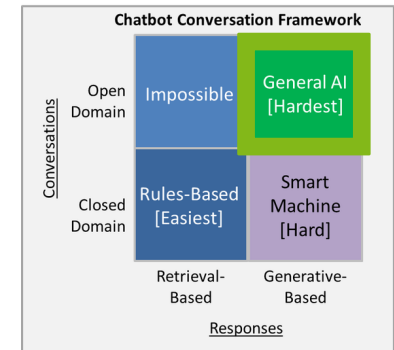 Chatbot Conversation Framework
Conversations
Open
Domain
Impossible
General AI
[Hardest]
Closed
Domain
Rules-Based
[Easiest]
Smart
Machine
[Hard]
Retrieval-
Based
Generative-
Based
Responses